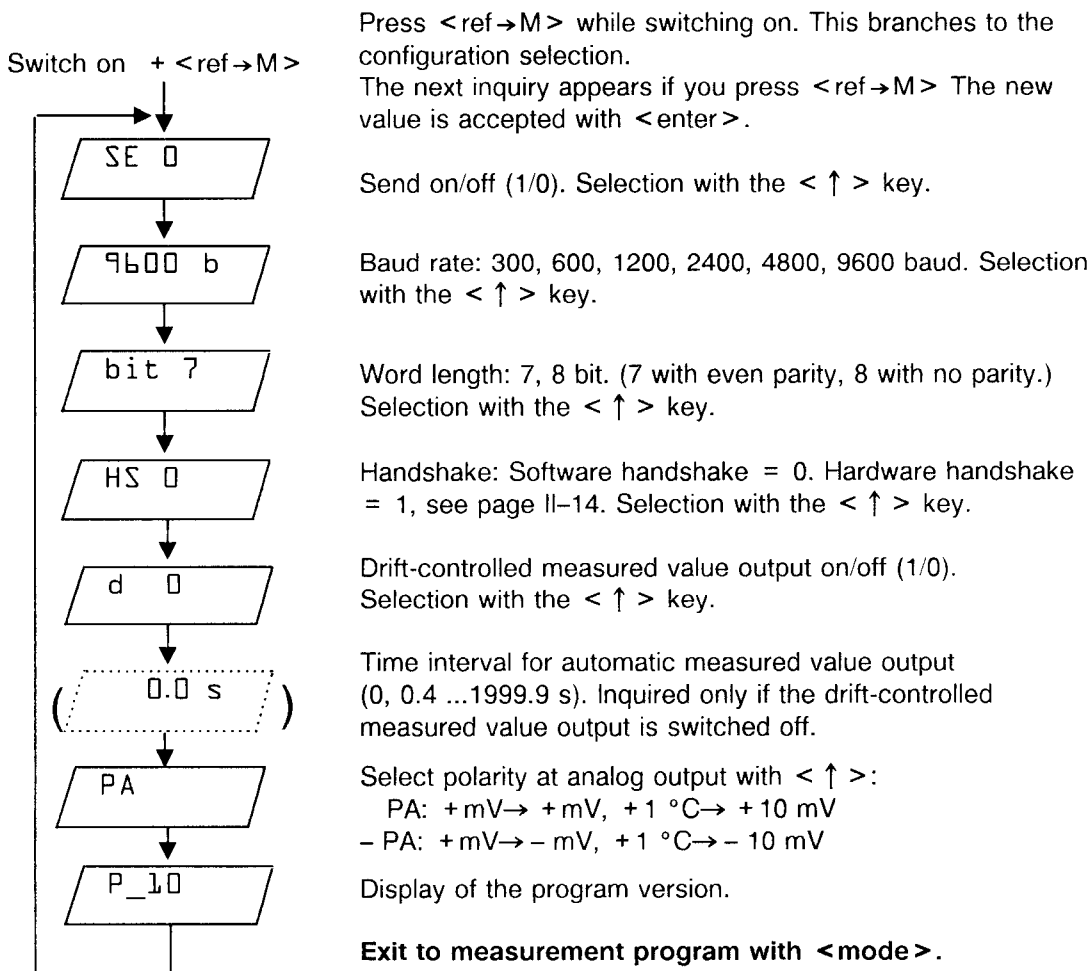 Press <ref→M> while switching on. This branches to the
configuration selection.
Switch on + <ref→M>
The next inquiry appears if you press <ref→M> The new
value is accepted with <enter>.
SE 0
Send on/off (1/0). Selection with the < ↑ > key.
9600 b
Baud rate: 300, 600, 1200, 2400, 4800, 9600 baud. Selection
with the < ↑ > key.
bit 7
Word length: 7, 8 bit. (7 with even parity, 8 with no parity.)
Selection with the < ↑ > key.
HS 0
Handshake: Software handshake = 0. Hardware handshake
= 1, see page II–14. Selection with the < ↑ > key.
d 0
Drift-controlled measured value output on/off (1/0).
Selection with the < ↑ > key.
( 0.0 s )
Time interval for automatic measured value output
(0, 0.4 ...1999.9 s). Inquired only if the drift-controlled
measured value output is switched off.
PA
Select polarity at analog output with < ↑ >:
PA: +mV→ +mV, +1 °C→ +10 mV
– PA: +mV→ – mV, +1 °C→ – 10 mV
P_10
Display of the program version.
Exit to measurement program with <mode>.